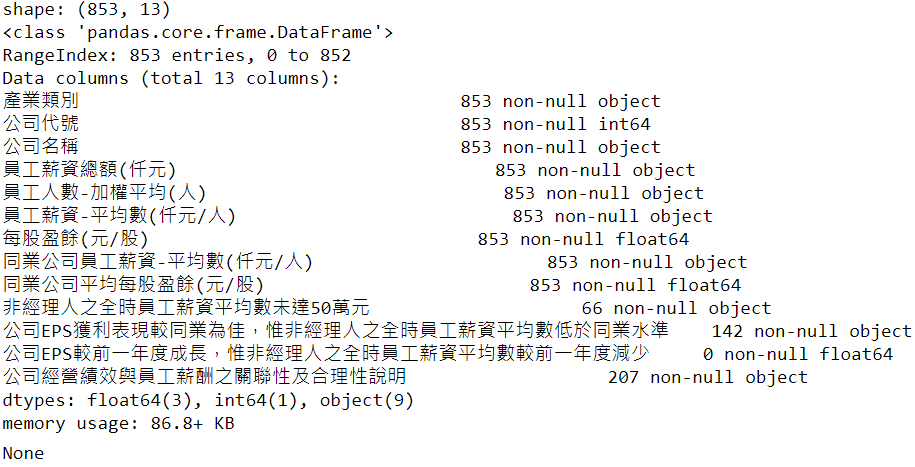 shape: (853, 13)
<class 'pandas.core.frame.DataFrame'>
RangeIndex: 853 entries, 0 to 852
Data columns (total 13 columns):
產業類別 853 non-null object
公司代號 853 non-null int64
公司名稱 853 non-null object
員工薪資總額(仟元) 853 non-null object
員工人數-加權平均(人) 853 non-null object
員工薪資-平均數(仟元/人) 853 non-null object
每股盈餘(元/股) 853 non-null float64
同業公司員工薪資-平均數(仟元/人) 853 non-null object
同業公司平均每股盈餘(元/股) 853 non-null float64
非經理人之全時員工薪資平均數未達50萬元 66 non-null object
公司EPS獲利表現較同業為佳，惟非經理人之全時員工薪資平均數低於同業水準 142 non-null object
公司EPS較前一年度成長，惟非經理人之全時員工薪資平均數較前一年度減少 0 non-null float64
公司經營績效與員工薪酬之關聯性及合理性說明 207 non-null object
dtypes: float64(3), int64(1), object(9)
memory usage: 86.8+ KB
None